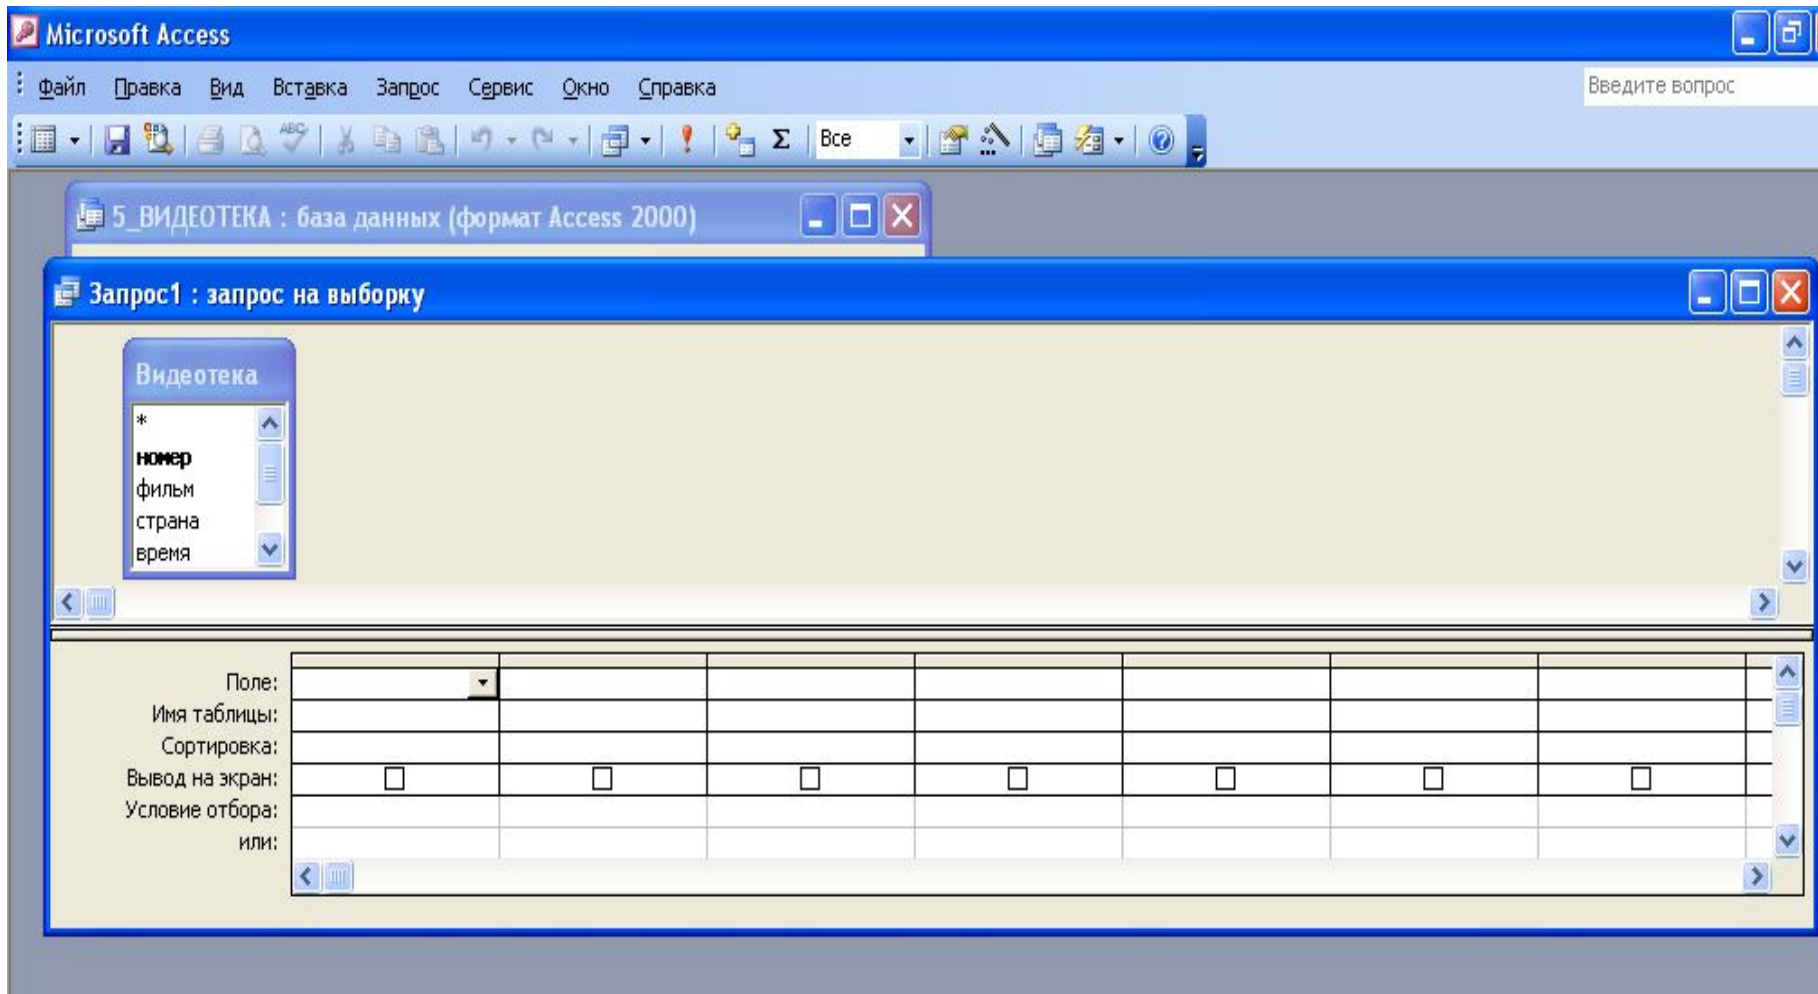 Microsoft Access
Файл Правка Вид Вставка Запрос Сервис Окно Справка Введите вопрос
ABC Σ Все
5_ВИДЕОТЕКА : база данных (формат Access 2000)
Запрос1 : запрос на выборку
Видеотека
*
номер
фильм
страна
время
Поле:
Имя таблицы:
Сортировка:
Вывод на экран:
Условие отбора:
или: